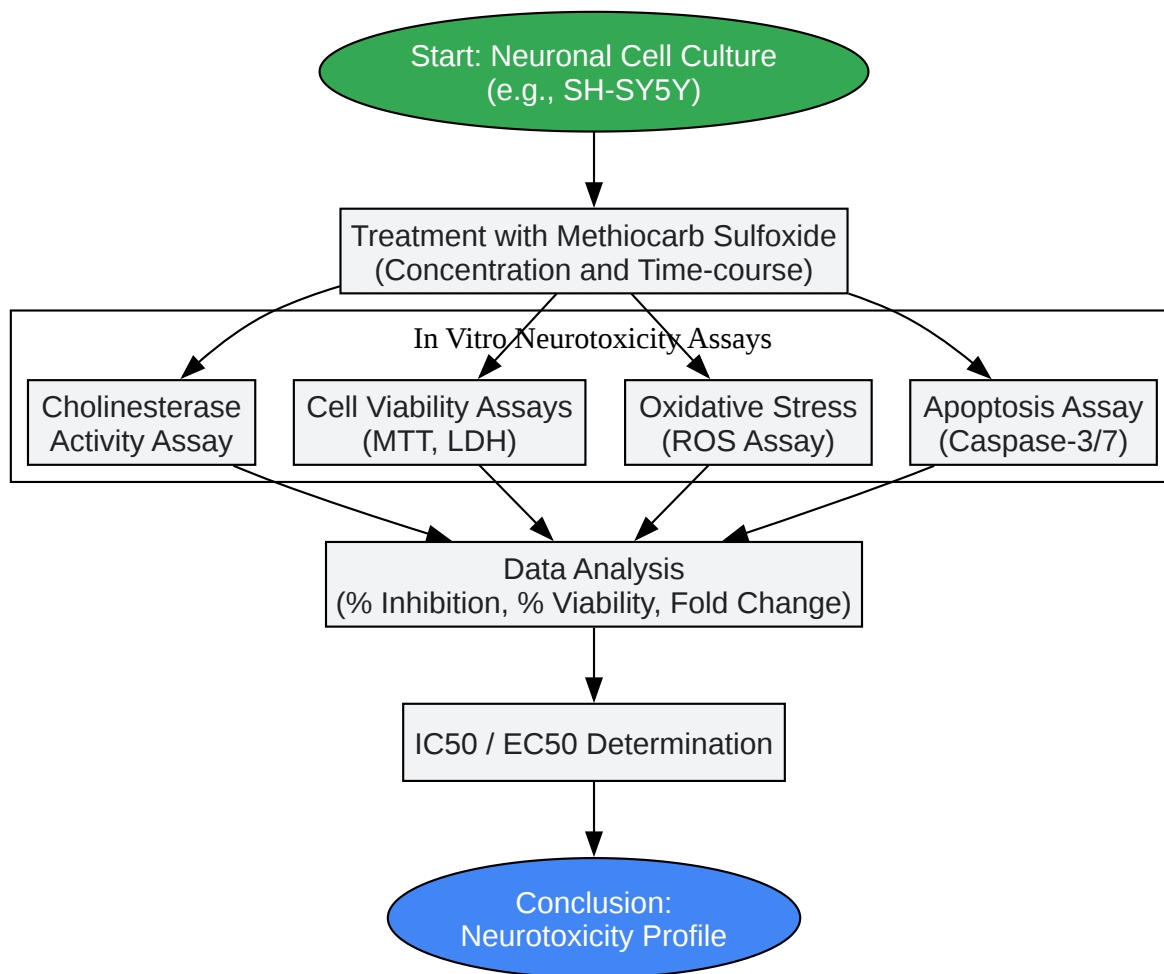 Start: Neuronal Cell Culture
(e.g., SH-SY5Y)
Treatment with Methiocarb Sulfoxide
(Concentration and Time-course)
In Vitro Neurotoxicity Assays
Cholinesterase
Activity Assay
Cell Viability Assays
(MTT, LDH)
Oxidative Stress
(ROS Assay)
Apoptosis Assay
(Caspase-3/7)
Data Analysis
(% Inhibition, % Viability, Fold Change)
IC50 / EC50 Determination
Conclusion:
Neurotoxicity Profile